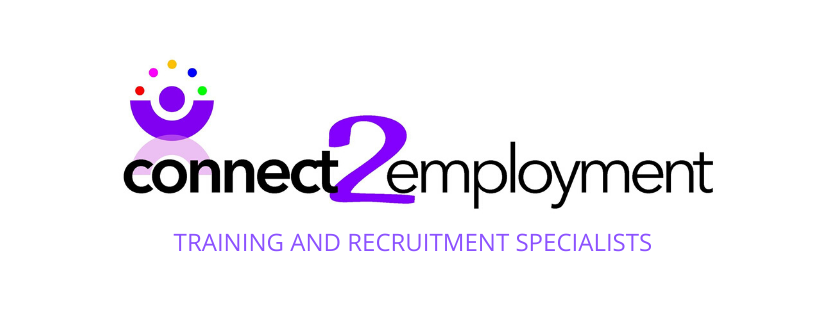 connect2employment
TRAINING AND RECRUITMENT SPECIALISTS